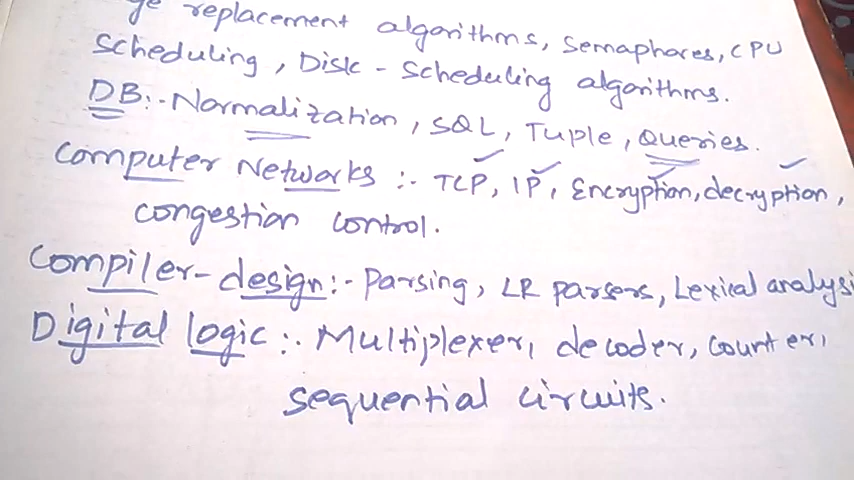 replacement algorithms, Semaphores, CPU
Scheduling, Disk - Scheduling algorithms.
DB:- Normalization, SQL, Tuple, Queries.
Computer Networks :- TCP, IP, Encryption, decryption,
congestion control.
Compiler-design:- Parsing, LR parsers, Lexical analysi
Digital logic :- Multiplexer, decoder, counter,
sequential circuits.